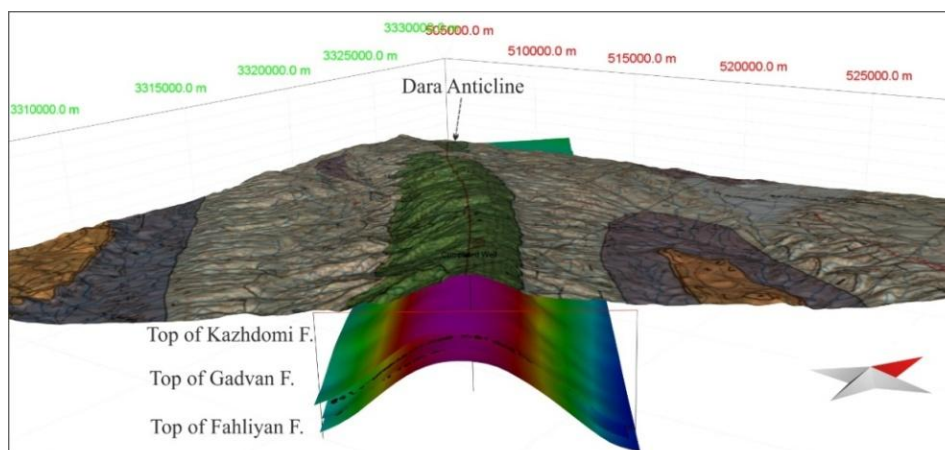 3330000.0 m
505000.0 m
3325000.0 m
510000.0 m
3320000.0 m
515000.0 m
3315000.0 m
520000.0 m
3310000.0 m
525000.0 m
Dara Anticline
Top of Kazhdomi F.
Top of Gadvan F.
Top of Fahliyan F.